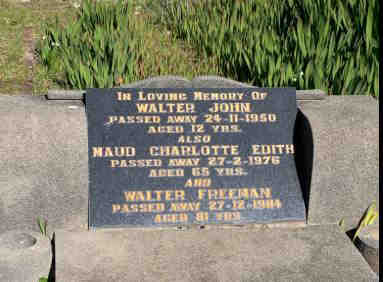 In Loving Memory Of
WALTER JOHN
PASSED AWAY 24-11-1950
AGED 12 YRS.
ALSO
MAUD CHARLOTTE EDITH
PASSED AWAY 27-2-1976
AGED 65 YRS.
AND
WALTER FREEMAN
PASSED AWAY 27-12-1984
AGED 81 YRS